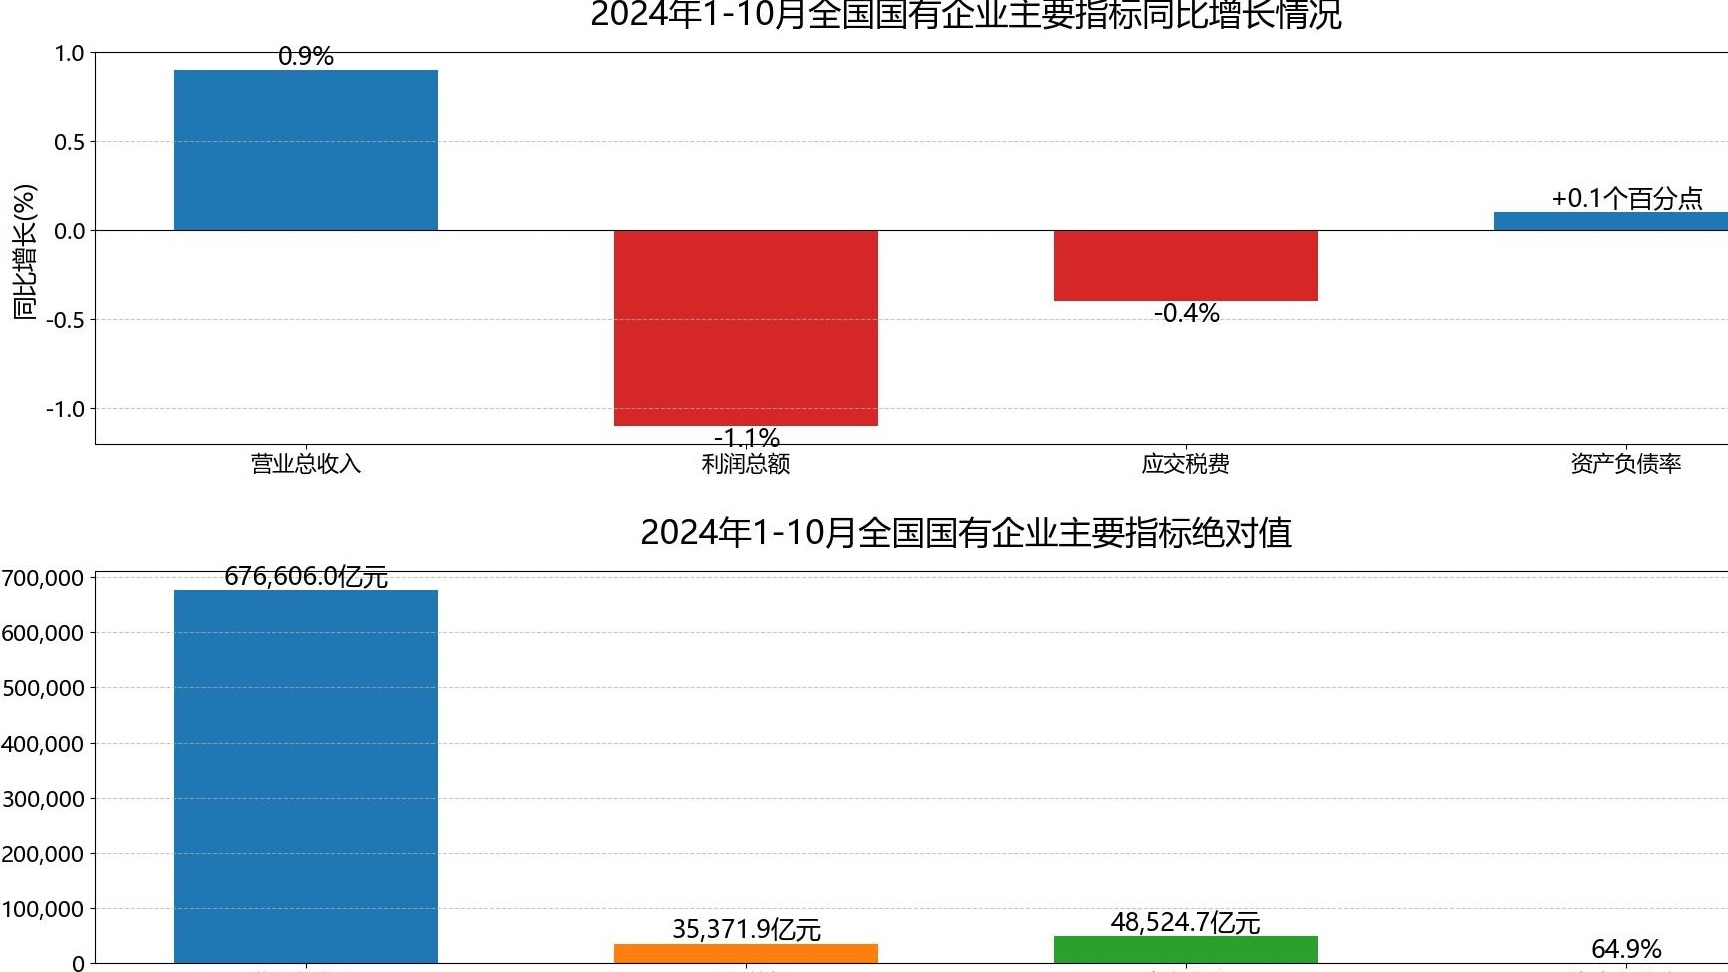 2024年1-10月全国国有企业主要指标同比增长情况
同比增长(%)
1.0
0.5
0.0
-0.5
-1.0
0.9%
-1.1%
-0.4%
+0.1个百分点
营业总收入
利润总额
应交税费
资产负债率
2024年1-10月全国国有企业主要指标绝对值
700,000
600,000
500,000
400,000
300,000
200,000
100,000
0
676,606.0亿元
35,371.9亿元
48,524.7亿元
64.9%